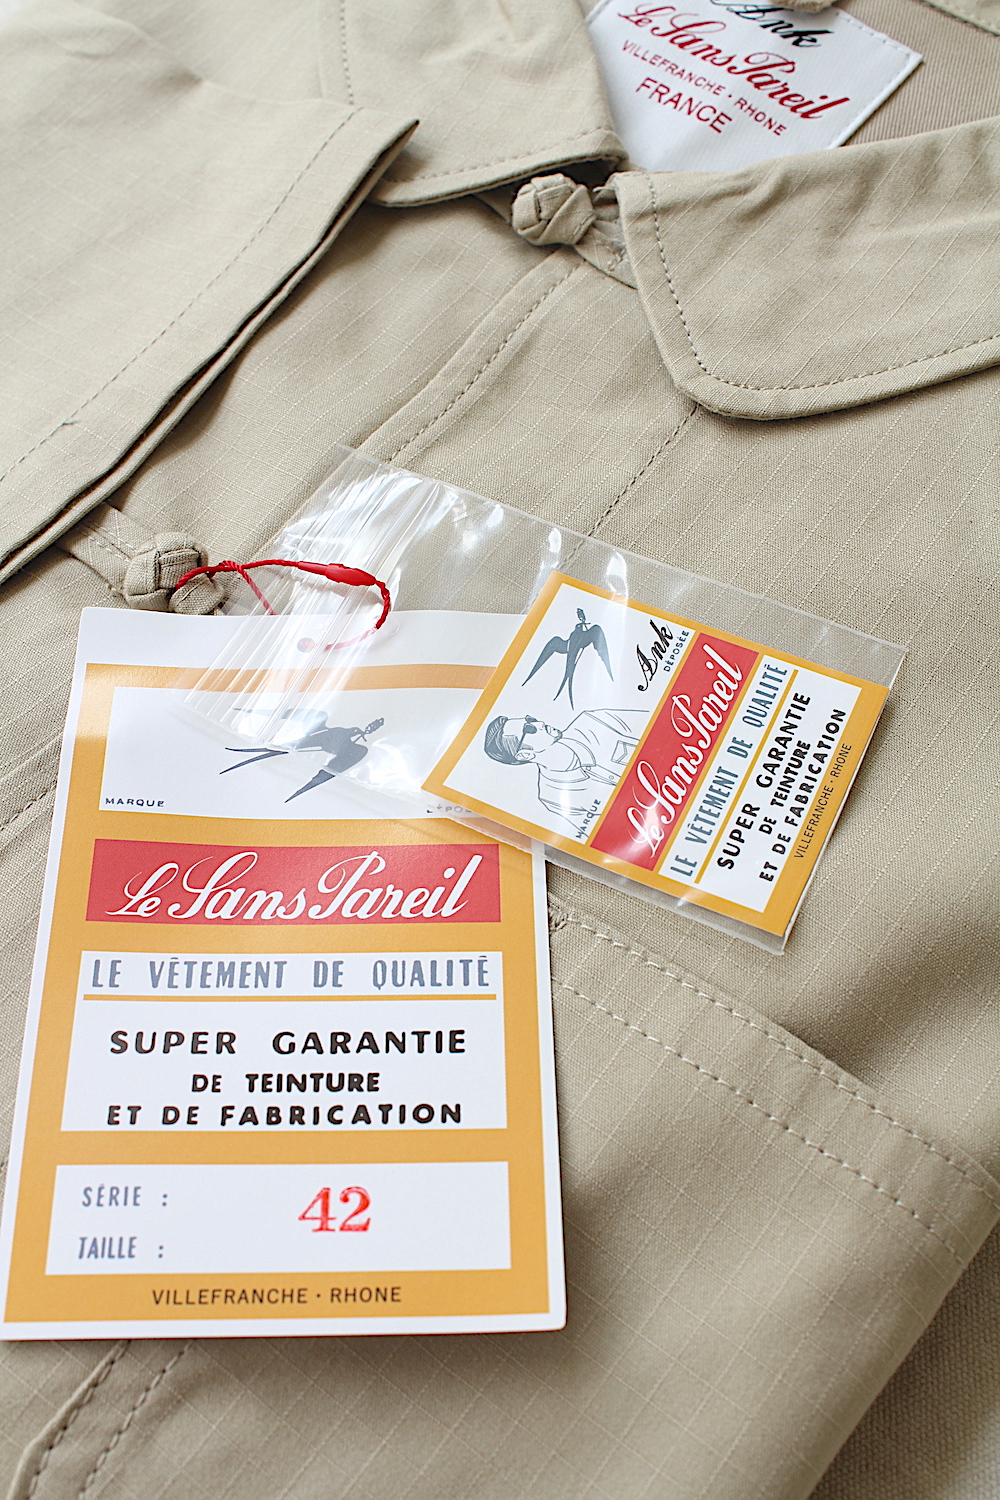 Ank
Le Sans Pareil
VILLEFRANCHE · RHONE
FRANCE
MARQUE
Le Sans Pareil
LE VÊTEMENT DE QUALITÉ
SUPER GARANTIE
DE TEINTURE
ET DE FABRICATION
SÉRIE : 42
TAILLE :
VILLEFRANCHE · RHONE
Ank
DÉPOSÉE
MARQUE
Le Sans Pareil
LE VÊTEMENT DE QUALITÉ
SUPER GARANTIE
DE TEINTURE
ET DE FABRICATION
VILLEFRANCHE · RHONE